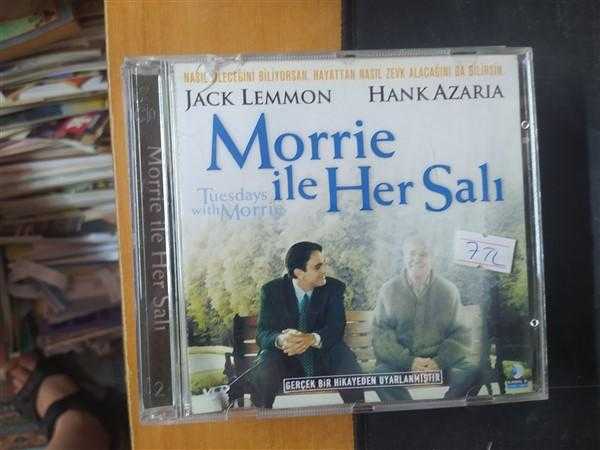 NASIL ÖLECEĞİNİ BİLİYORSAN, HAYATTAN NASIL ZEVK ALACAĞINI DA BİLİRSİN.
JACK LEMMON HANK AZARIA
Morrie
ile Her Salı
Tuesdays
with Morrie
7 TL
GERÇEK BİR HİKAYEDEN UYARLANMIŞTIR
Morrie ile Her Salı
2